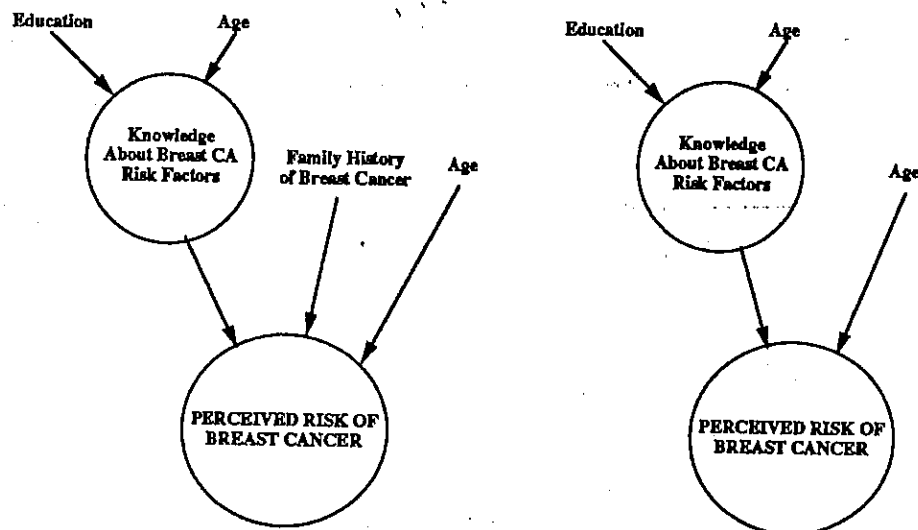 Education
Age
Knowledge
About Breast CA
Risk Factors
Family History
of Breast Cancer
Age
PERCEIVED RISK OF
BREAST CANCER
Education
Age
Knowledge
About Breast CA
Risk Factors
Age
PERCEIVED RISK OF
BREAST CANCER